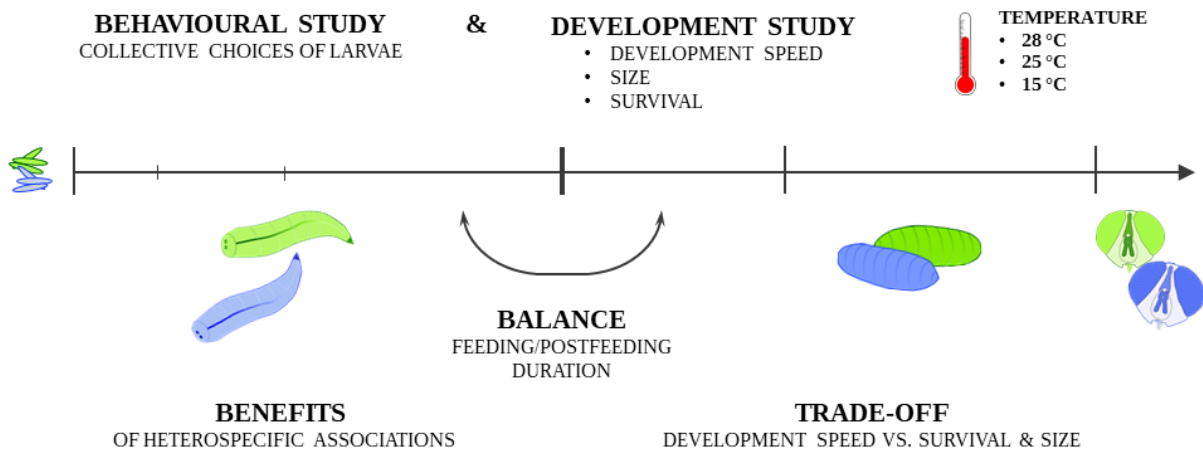 BEHAVIOURAL STUDY
COLLECTIVE CHOICES OF LARVAE
&
DEVELOPMENT STUDY
• DEVELOPMENT SPEED
• SIZE
• SURVIVAL
TEMPERATURE
• 28 °C
• 25 °C
• 15 °C
BALANCE
FEEDING/POSTFEEDING
DURATION
BENEFITS
OF HETEROSPECIFIC ASSOCIATIONS
TRADE-OFF
DEVELOPMENT SPEED VS. SURVIVAL & SIZE